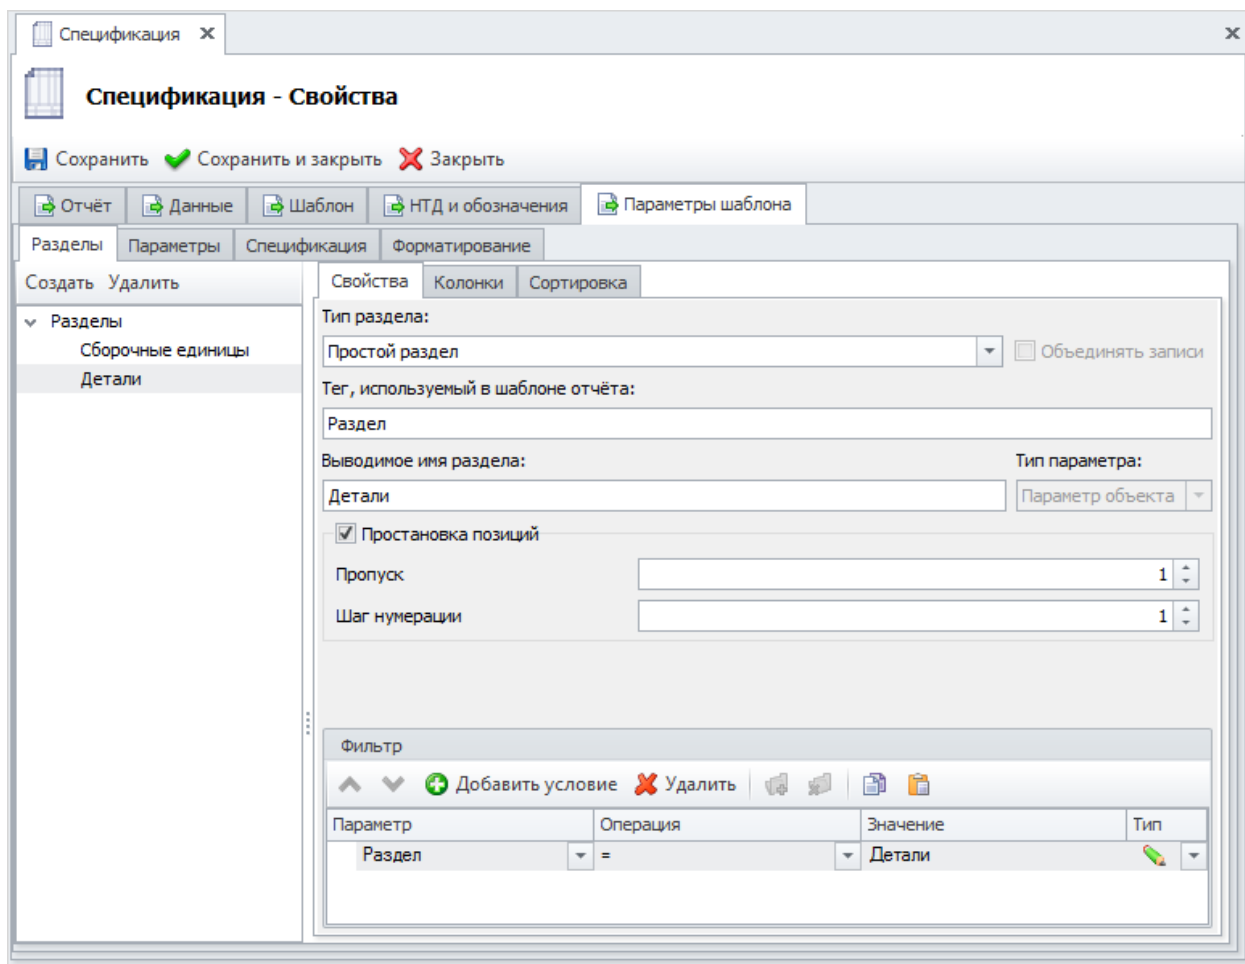 Спецификация
Спецификация - Свойства
Сохранить Сохранить и закрыть Закрыть
Отчёт Данные Шаблон НТД и обозначения Параметры шаблона
Разделы Параметры Спецификация Форматирование
Создать Удалить
Разделы
Сборочные единицы
Детали
Свойства Колонки Сортировка
Тип раздела:
Простой раздел Объединять записи
Тег, используемый в шаблоне отчёта:
Раздел
Выводимое имя раздела: Тип параметра:
Детали Параметр объекта
Простановка позиций
Пропуск 1
Шаг нумерации 1
Фильтр
Добавить условие Удалить
Параметр Операция Значение Тип
Раздел = Детали